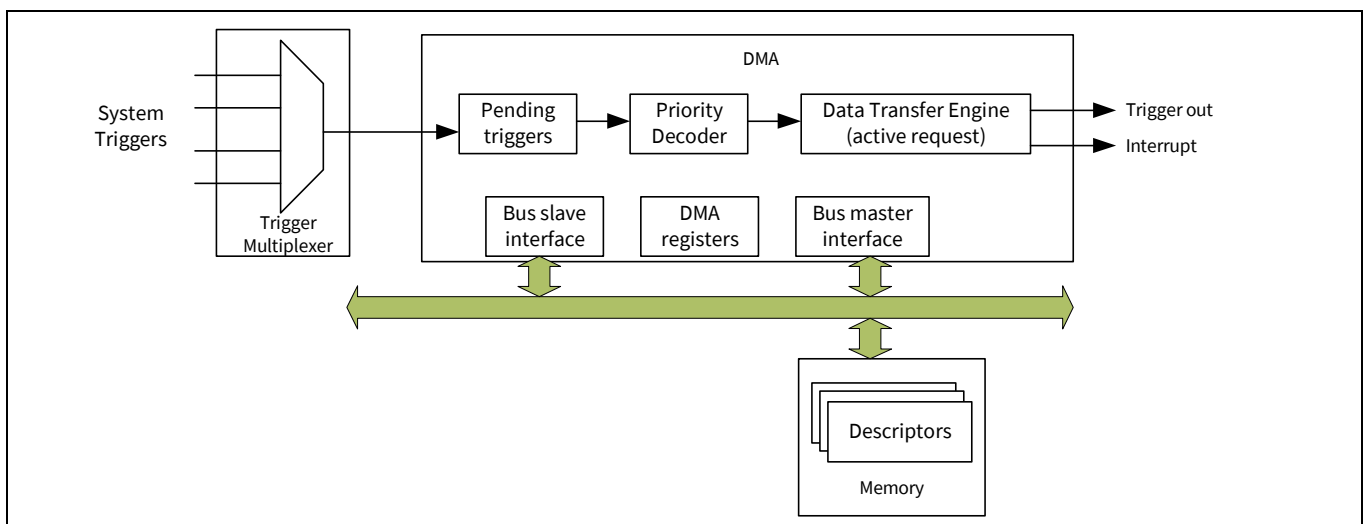 DMA
System
Triggers
Pending
triggers
Priority
Decoder
Data Transfer Engine
(active request)
Trigger out
Interrupt
Trigger
Multiplexer
Bus slave
interface
DMA
registers
Bus master
interface
Descriptors
Memory